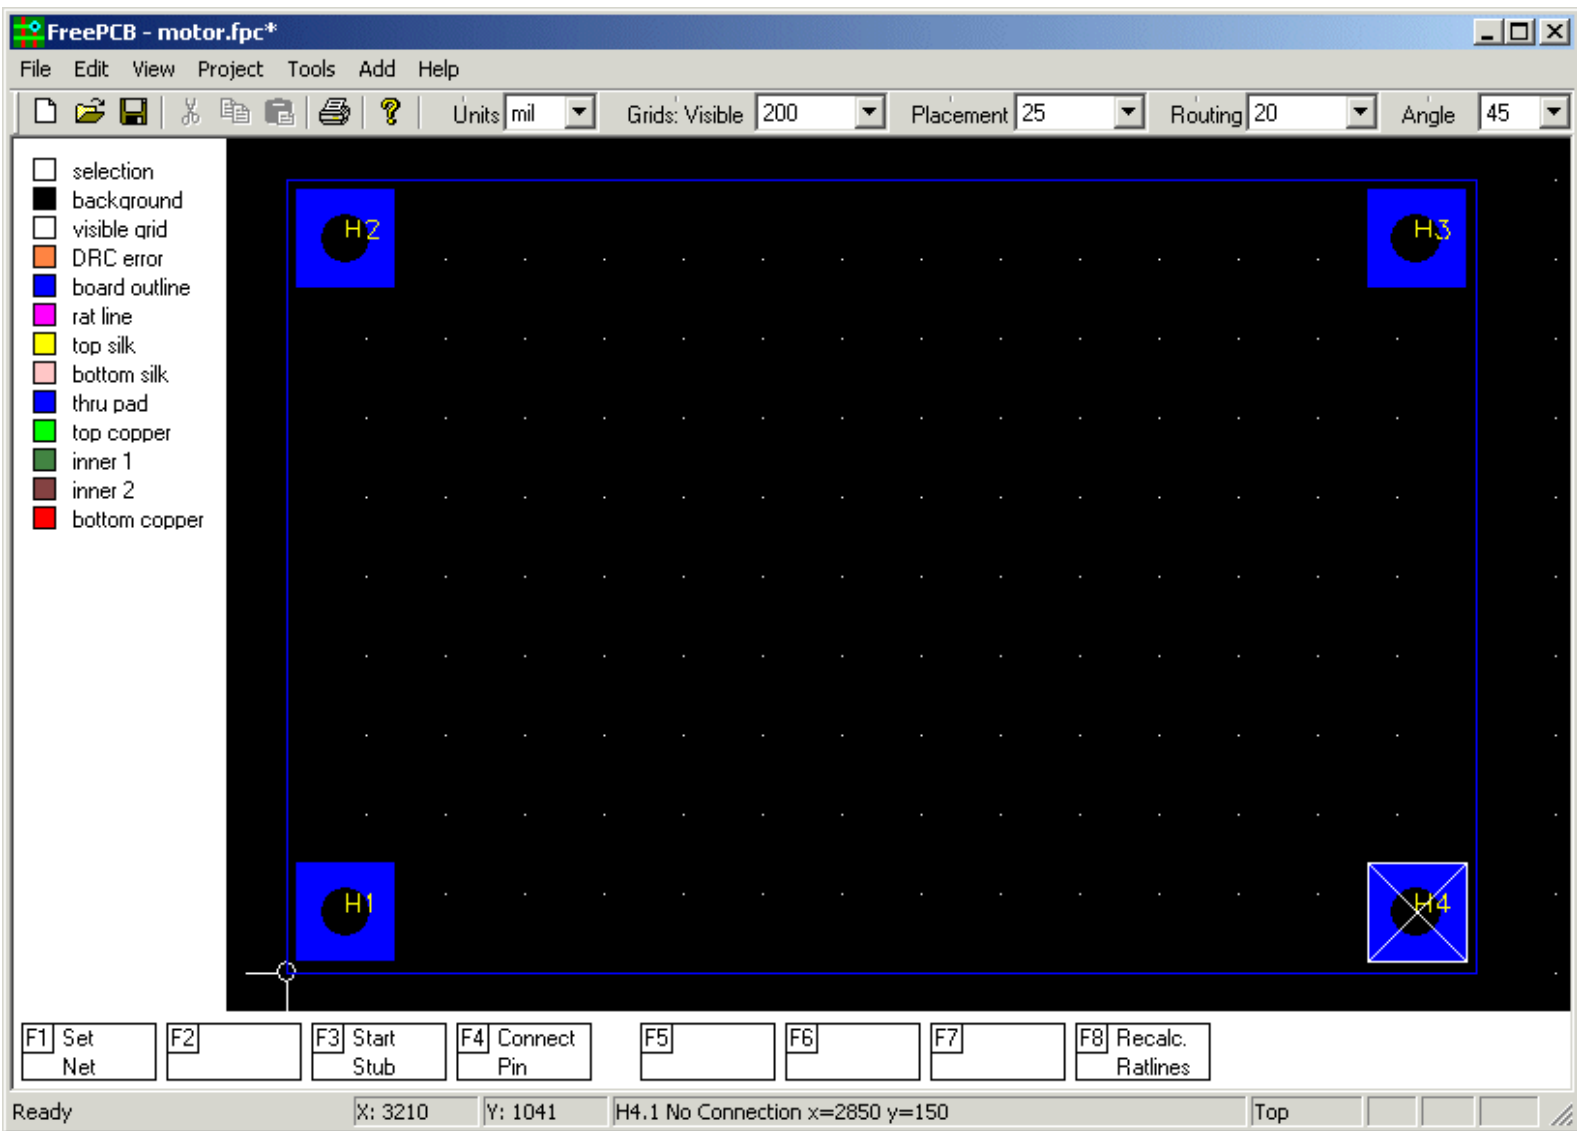 FreePCB - motor.fpc*
File Edit View Project Tools Add Help
Units mil Grids: Visible 200 Placement 25 Routing 20 Angle 45
selection
background
visible grid
DRC error
board outline
rat line
top silk
bottom silk
thru pad
top copper
inner 1
inner 2
bottom copper
H2 H3
H1 H4
F1 Set Net F2 F3 Start Stub F4 Connect Pin F5 F6 F7 F8 Recalc. Ratlines
Ready X: 3210 Y: 1041 H4.1 No Connection x=2850 y=150 Top